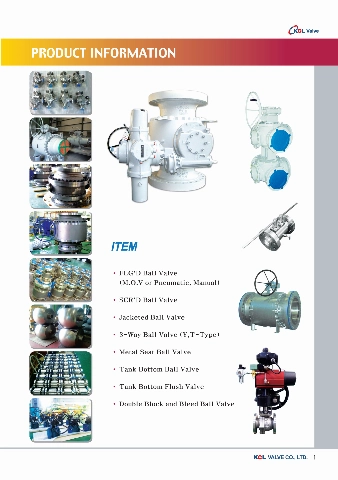 KOL Valve
PRODUCT INFORMATION
ITEM
· FLG'D Ball Valve
(M.O.V or Pneumatic, Manual)
· SCR'D Ball Valve
· Jacketed Ball Valve
· 3-Way Ball Valve (Y,T-Type)
· Metal Seat Ball Valve
· Tank Bottom Ball Valve
· Tank Bottom Flush Valve
· Double Block and Bleed Ball Valve
KOL VALVE CO., LTD. 1